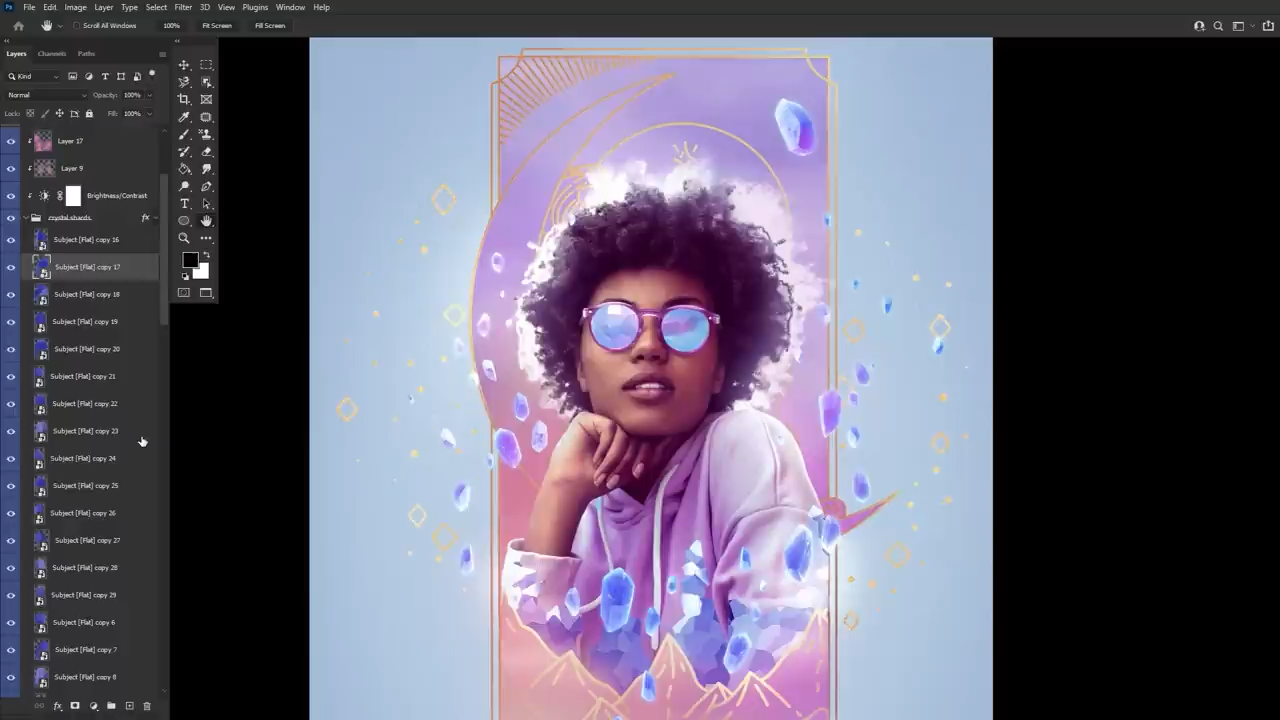 Ps File Edit Image Layer Type Select Filter 3D View Plugins Window Help
Scroll All Windows 100% Fit Screen Fill Screen
Layers Channels Paths
Kind
Normal Opacity: 100%
Lock: Fill: 100%
Layer 17
Layer 9
Brightness/Contrast
crystal.shards. fx
Subject [Flat] copy 16
Subject [Flat] copy 17
Subject [Flat] copy 18
Subject [Flat] copy 19
Subject [Flat] copy 20
Subject [Flat] copy 21
Subject [Flat] copy 22
Subject [Flat] copy 23
Subject [Flat] copy 24
Subject [Flat] copy 25
Subject [Flat] copy 26
Subject [Flat] copy 27
Subject [Flat] copy 28
Subject [Flat] copy 29
Subject [Flat] copy 6
Subject [Flat] copy 7
Subject [Flat] copy 8
fx